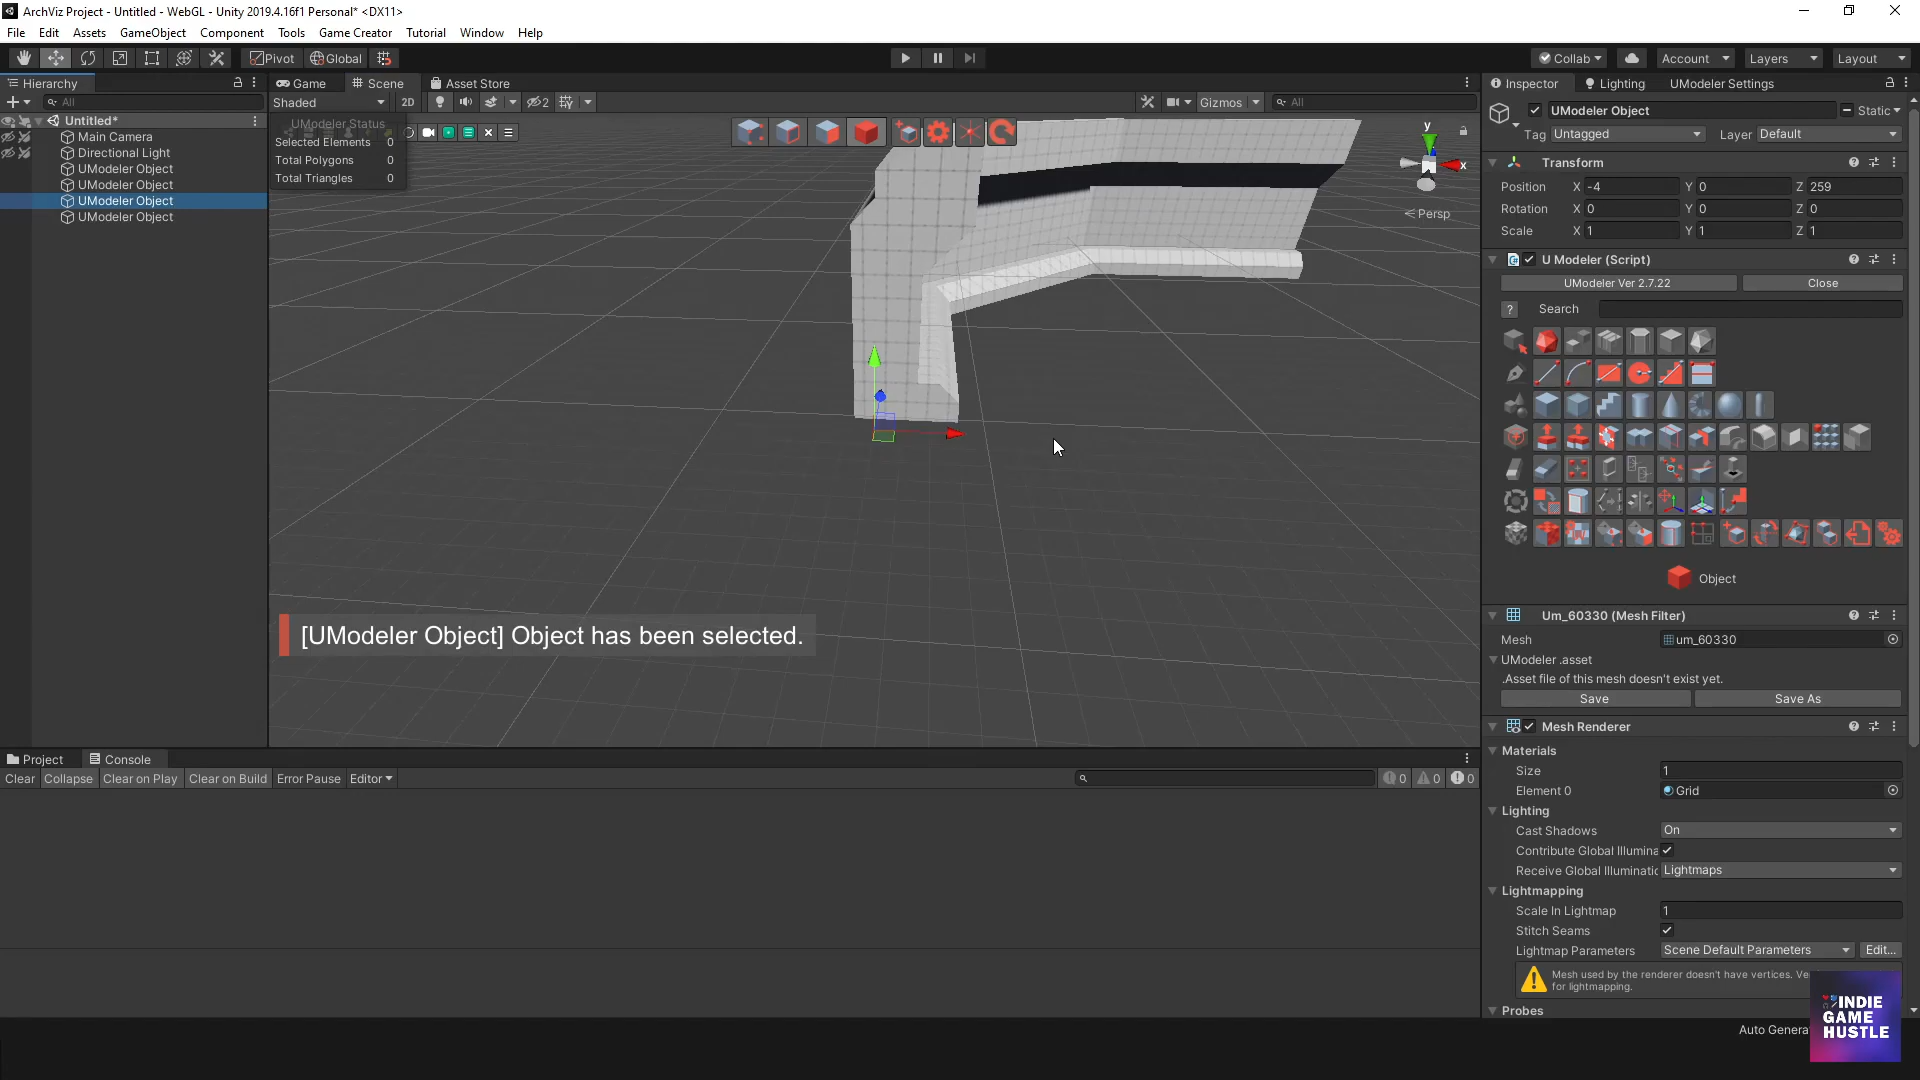 ArchViz Project - Untitled - WebGL - Unity 2019.4.16f1 Personal* <DX11>
File Edit Assets GameObject Component Tools Game Creator Tutorial Window Help
Pivot Global
Collab Account Layers Layout
Hierarchy
All
Untitled*
Main Camera
Directional Light
UModeler Object
UModeler Object
UModeler Object
UModeler Object
Game Scene Asset Store
Shaded 2D 2 Gizmos All
UModeler Status
Selected Elements 0
Total Polygons 0
Total Triangles 0
y
x
Persp
[UModeler Object] Object has been selected.
Project Console
Clear Collapse Clear on Play Clear on Build Error Pause Editor
0 0 0
Inspector Lighting UModeler Settings
UModeler Object Static
Tag Untagged Layer Default
Transform
Position X -4 Y 0 Z 259
Rotation X 0 Y 0 Z 0
Scale X 1 Y 1 Z 1
U Modeler (Script)
UModeler Ver 2.7.22 Close
? Search
Object
Um_60330 (Mesh Filter)
Mesh um_60330
UModeler .asset
.Asset file of this mesh doesn't exist yet.
Save Save As
Mesh Renderer
Materials
Size 1
Element 0 Grid
Lighting
Cast Shadows On
Contribute Global Illumina
Receive Global Illuminatic Lightmaps
Lightmapping
Scale In Lightmap 1
Stitch Seams
Lightmap Parameters Scene Default Parameters Edit...
Mesh used by the renderer doesn't have vertices. Ve
for lightmapping.
Probes
Auto Genera
INDIE
GAME
HUSTLE